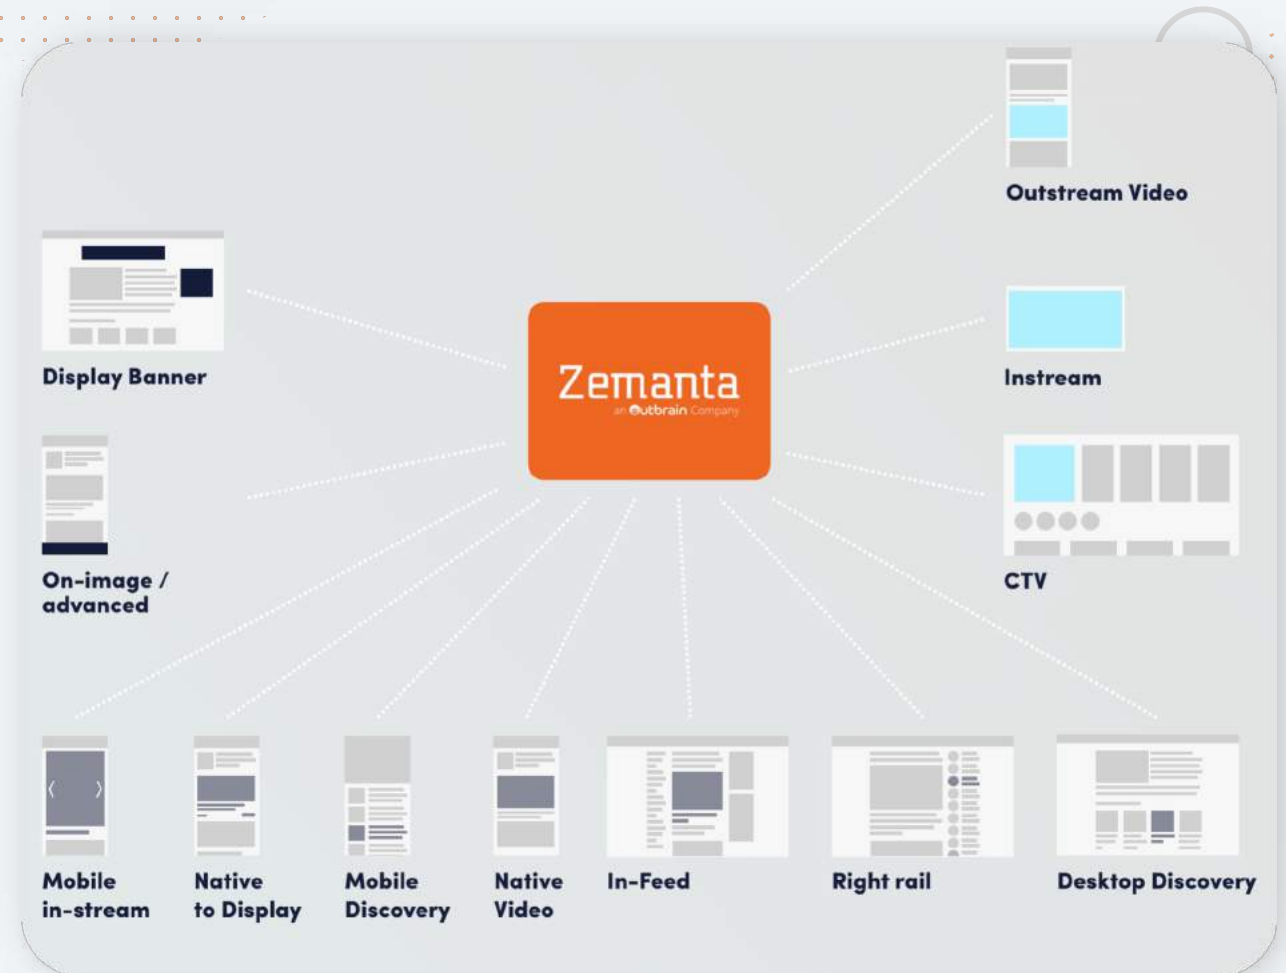 Outstream Video
Display Banner
Zemanta
an Outbrain Company
Instream
On-image /
advanced
CTV
Mobile
in-stream
Native
to Display
Mobile
Discovery
Native
Video
In-Feed
Right rail
Desktop Discovery